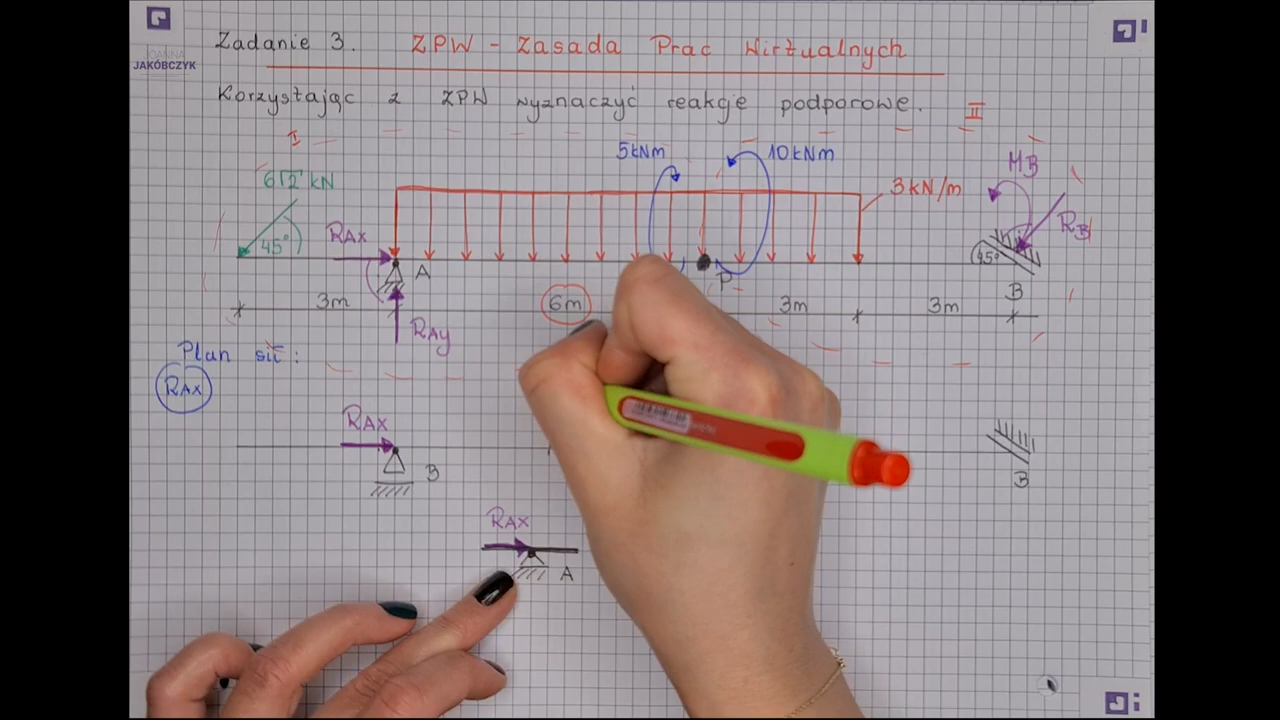 Zadanie 3. ZPW - Zasada Prac Wirtualnych
JOANNA
JAKÓBCZYK
Korzystając z ZPW wyznaczyć reakcje podporowe.
I II
5kNm 10kNm
6√2 kN 45° 3kN/m MB
RAX A P RB 45°
B
3m 6m 3m 3m
RAY
Plan sił:
RAX
RAX
B B
RAX
A